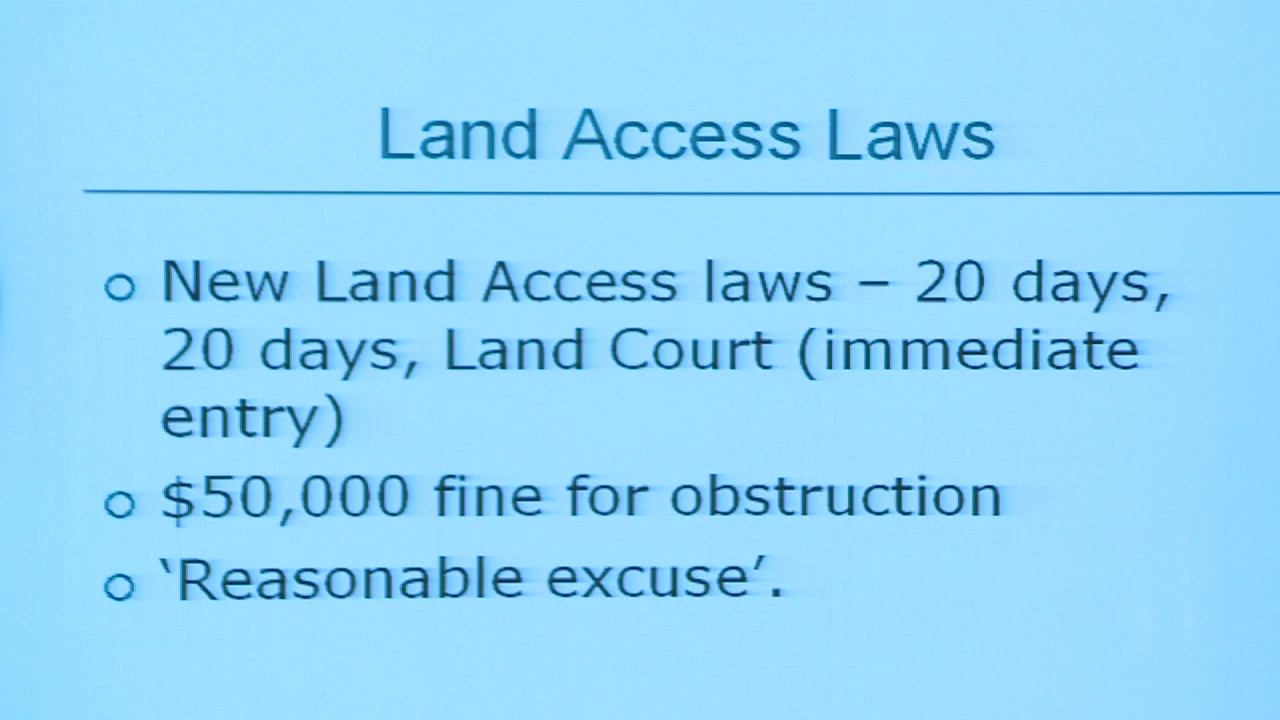 Land Access Laws
New Land Access laws – 20 days,
20 days, Land Court (immediate
entry)
$50,000 fine for obstruction
‘Reasonable excuse’.